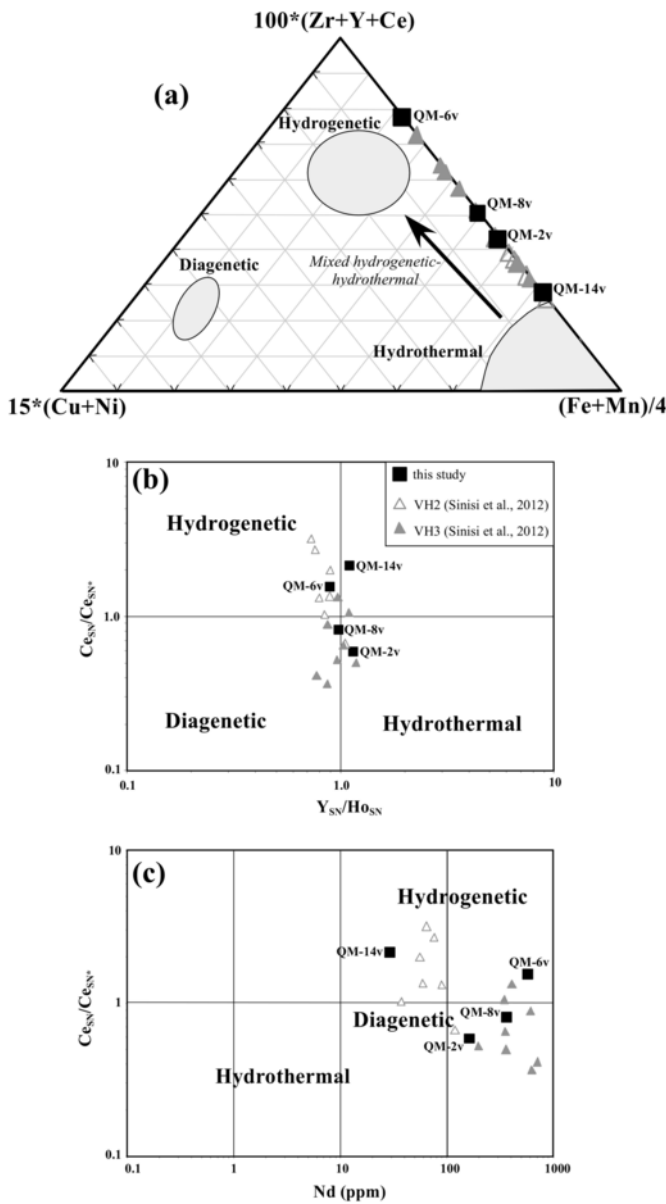 100*(Zr+Y+Ce)
(a)
QM-6v
Hydrogenetic
QM-8v
QM-2v
Diagenetic
Mixed hydrogenetic-
hydrothermal
QM-14v
Hydrothermal
15*(Cu+Ni)
(Fe+Mn)/4
10
(b)
this study
VH2 (Sinisi et al., 2012)
VH3 (Sinisi et al., 2012)
Hydrogenetic
QM-14v
QM-6v
CeSN/CeSN*
1.0
QM-8v
QM-2v
Diagenetic
Hydrothermal
0.1
0.1
1.0
10
YSN/HoSN
10
(c)
Hydrogenetic
QM-14v
QM-6v
CeSN/CeSN*
1
Diagenetic
QM-8v
QM-2v
Hydrothermal
0.1
0.1
1
10
100
1000
Nd (ppm)